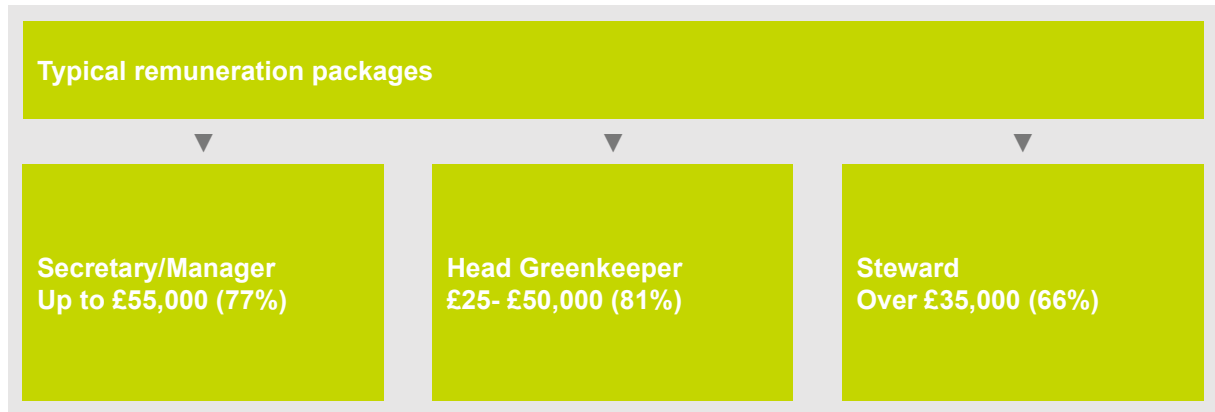 Typical remuneration packages
Secretary/Manager
Up to £55,000 (77%)
Head Greenkeeper
£25- £50,000 (81%)
Steward
Over £35,000 (66%)